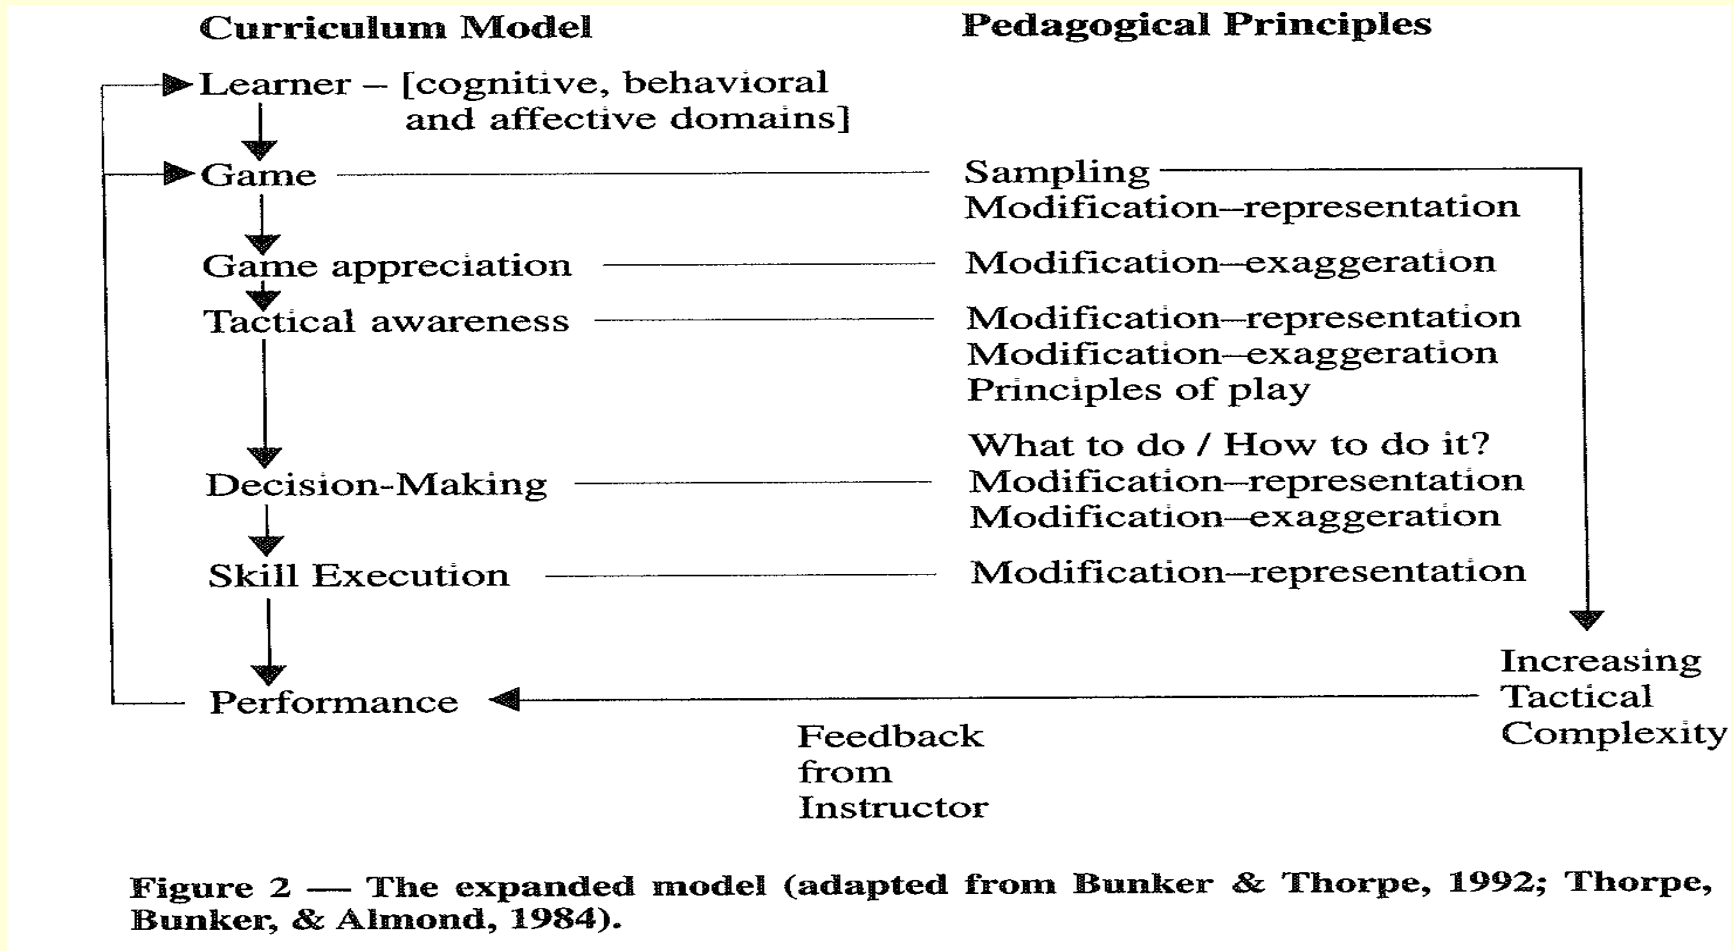 Curriculum Model
Pedagogical Principles
Learner – [cognitive, behavioral
and affective domains]
Game
Sampling
Modification–representation
Game appreciation
Modification–exaggeration
Tactical awareness
Modification–representation
Modification–exaggeration
Principles of play
What to do / How to do it?
Decision-Making
Modification–representation
Modification–exaggeration
Skill Execution
Modification–representation
Increasing
Tactical
Complexity
Performance
Feedback
from
Instructor
Figure 2 — The expanded model (adapted from Bunker & Thorpe, 1992; Thorpe,
Bunker, & Almond, 1984).